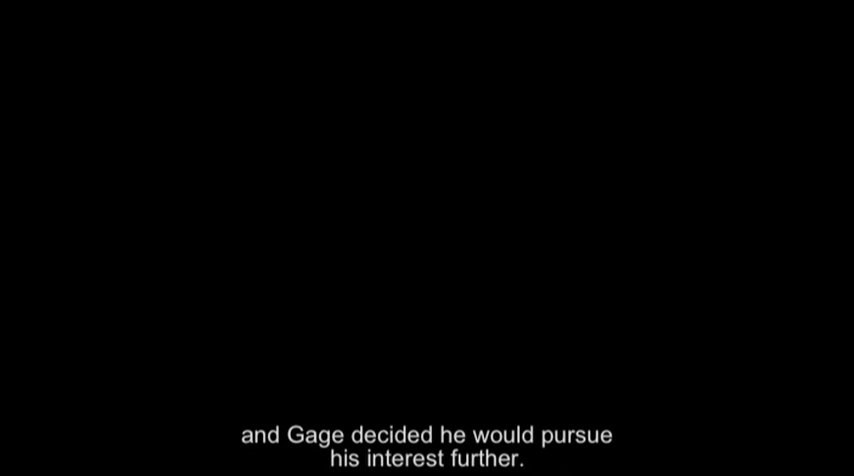 and Gage decided he would pursue
his interest further.